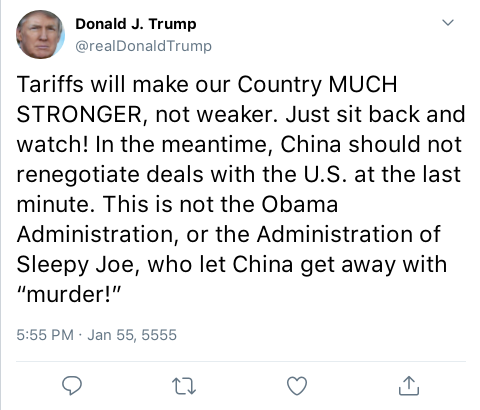 Donald J. Trump
@realDonaldTrump
Tariffs will make our Country MUCH
STRONGER, not weaker. Just sit back and
watch! In the meantime, China should not
renegotiate deals with the U.S. at the last
minute. This is not the Obama
Administration, or the Administration of
Sleepy Joe, who let China get away with
“murder!”
5:55 PM · Jan 55, 5555